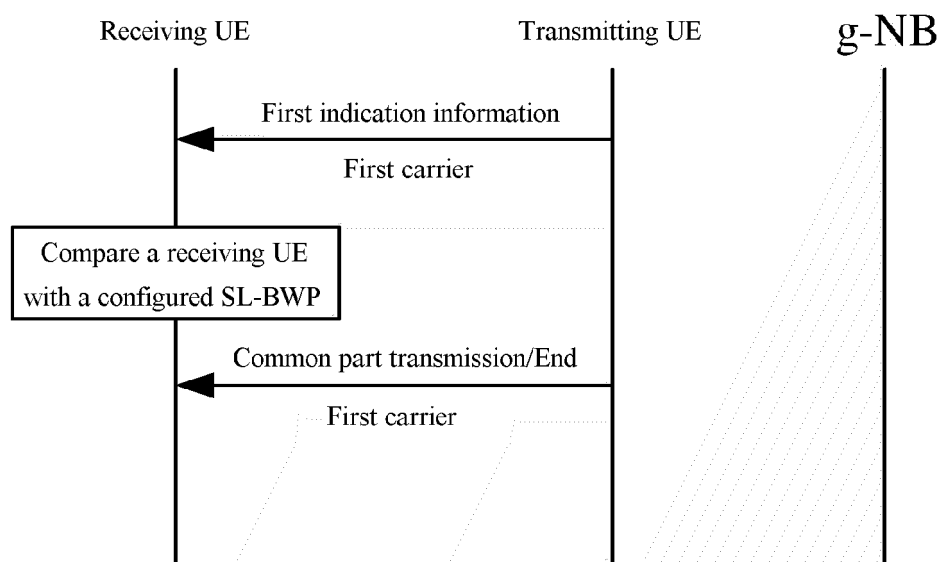 Receiving UE
Transmitting UE
g-NB
First indication information
First carrier
Compare a receiving UE
with a configured SL-BWP
Common part transmission/End
First carrier